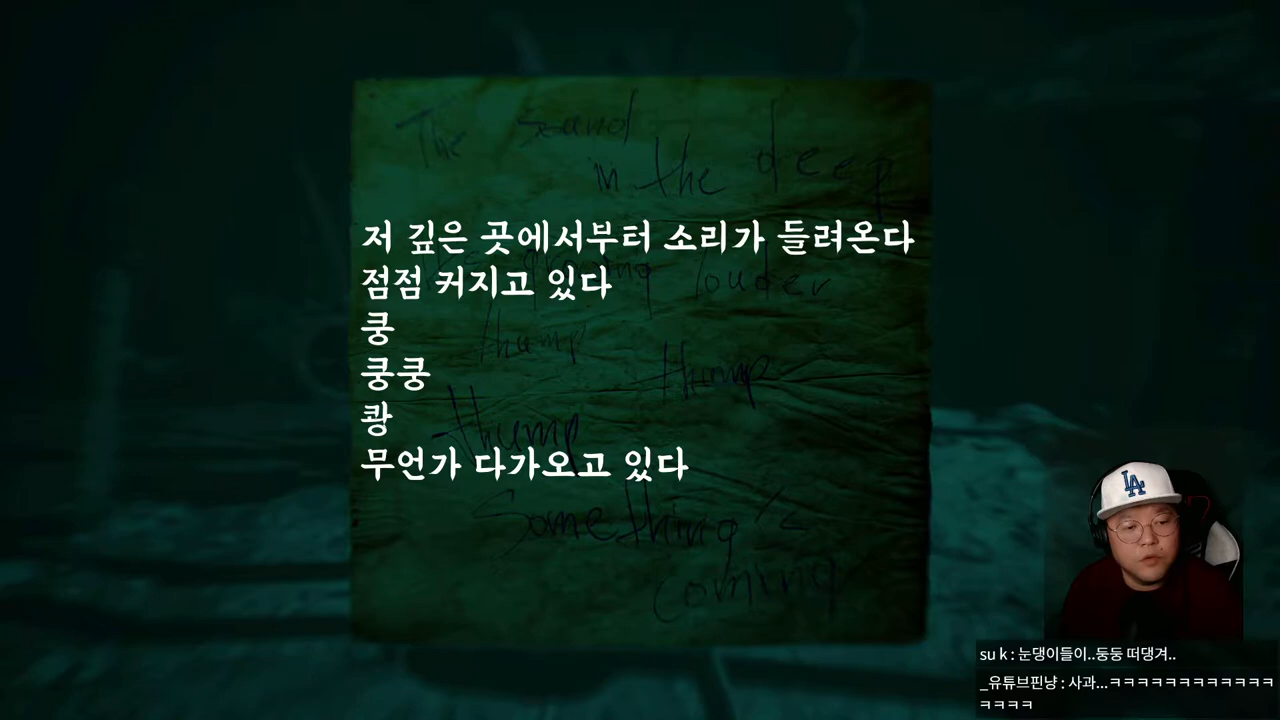 The sound
in the deep
저 깊은 곳에서부터 소리가 들려온다
growing louder
점점 커지고 있다
쿵
thump
쿵쿵
thump
쾅
thump
무언가 다가오고 있다
Something's
coming
LA
su k : 눈댕이들이..둥둥 떠댕겨..
_유튜브핀냥 : 사과...ㅋㅋㅋㅋㅋㅋㅋㅋㅋㅋㅋㅋ
ㅋㅋㅋㅋ